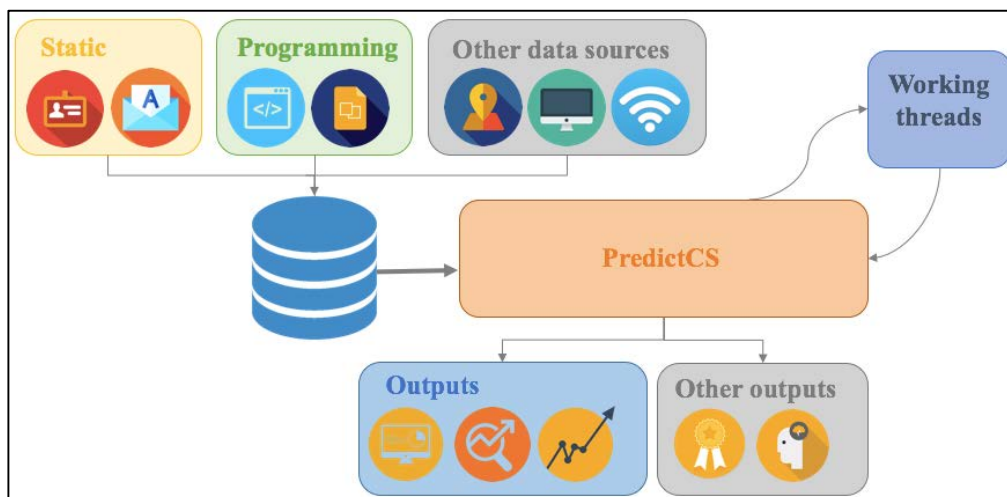 Static
Programming
Other data sources
Working
threads
A
</>
PredictCS
Outputs
Other outputs